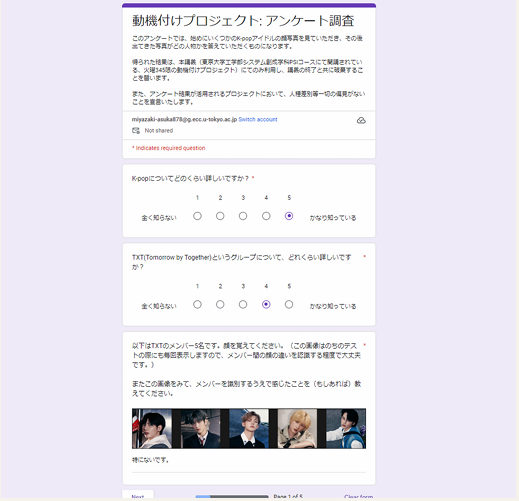 動機付けプロジェクト: アンケート調査
このアンケートでは、始めにいくつかのK-popアイドルの顔写真を見ていただき、その後
出てきた写真がどの人物かを答えていただくものになります。
得られた結果は、本講義（東京大学工学部システム創成学科PSIコースにて開講されてい
る、火曜345限の動機付けプロジェクト）にてのみ利用し、講義の終了と共に破棄すること
を誓います。
また、アンケート結果が活用されるプロジェクトにおいて、人種差別等一切の偏見がない
ことを宣言いたします。
miyazaki-asuka878@g.ecc.u-tokyo.ac.jp Switch account
Not shared
* Indicates required question
K-popについてどのくらい詳しいですか？ *
1 2 3 4 5
全く知らない かなり知っている
TXT(Tomorrow by Together)というグループについて、どれくらい詳しいです *
か？
1 2 3 4 5
全く知らない かなり知っている
以下はTXTのメンバー5名です。顔を覚えてください。（この画像はのちのテス *
トの際にも毎回表示しますので、メンバー間の顔の違いを認識する程度で大丈夫
です。）
またこの画像をみて、メンバーを識別するうえで感じたことを（もしあれば）教
えてください。
特にないです。
Next Page 1 of 5 Clear form